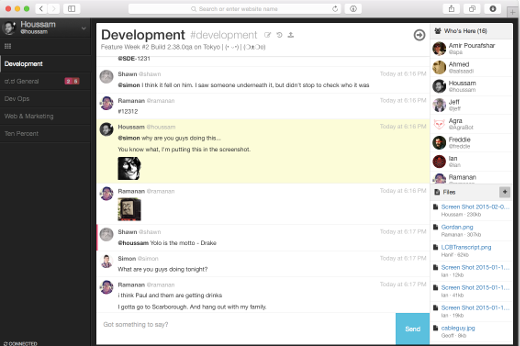 Search or enter website name
Houssam
@houssam
Development
General
Dev Ops
Web & Marketing
Ten Percent
CONNECTED
Development #development
Feature Week #2 Build 2.38.0qa on Tokyo
@SDE-1231
Shawn @shawn Today at 6:16 PM
@simon I think it fell on him. I saw someone underneath it, but didn't stop to check who it was
Ramanan @ramanan Today at 6:16 PM
#12312
Houssam @houssam Today at 6:16 PM
@simon why are you guys doing this...
You know what, I'm putting this in the screenshot.
Ramanan @ramanan Today at 6:16 PM
Shawn @shawn Today at 6:17 PM
@houssam Yolo is the motto - Drake
Simon @simon Today at 6:17 PM
What are you guys doing tonight?
Ramanan @ramanan Today at 6:17 PM
i think Paul and them are getting drinks
I gotta go to Scarborough. And hang out with my family.
Got something to say?
Send
Who's Here (16)
Amir Pourafshar
@apa
Ahmed
Houssam
@houssam
Jeff
@jeff
Agra
@AgraBot
Freddie
@freddie
Ian
@ian
Ramanan
@ramanan
Files
Screen Shot 2015-02-0...
Houssam · 230kb
Gordan.png
Ramanan · 307kb
LCBTranscript.png
Hanif · 62kb
Screen Shot 2015-01-1...
Ian · 12kb
Screen Shot 2015-01-1...
Ian · 41kb
Screen Shot 2015-01-1...
Ian · 19kb
cableguy.jpg
Geoff · 8kb